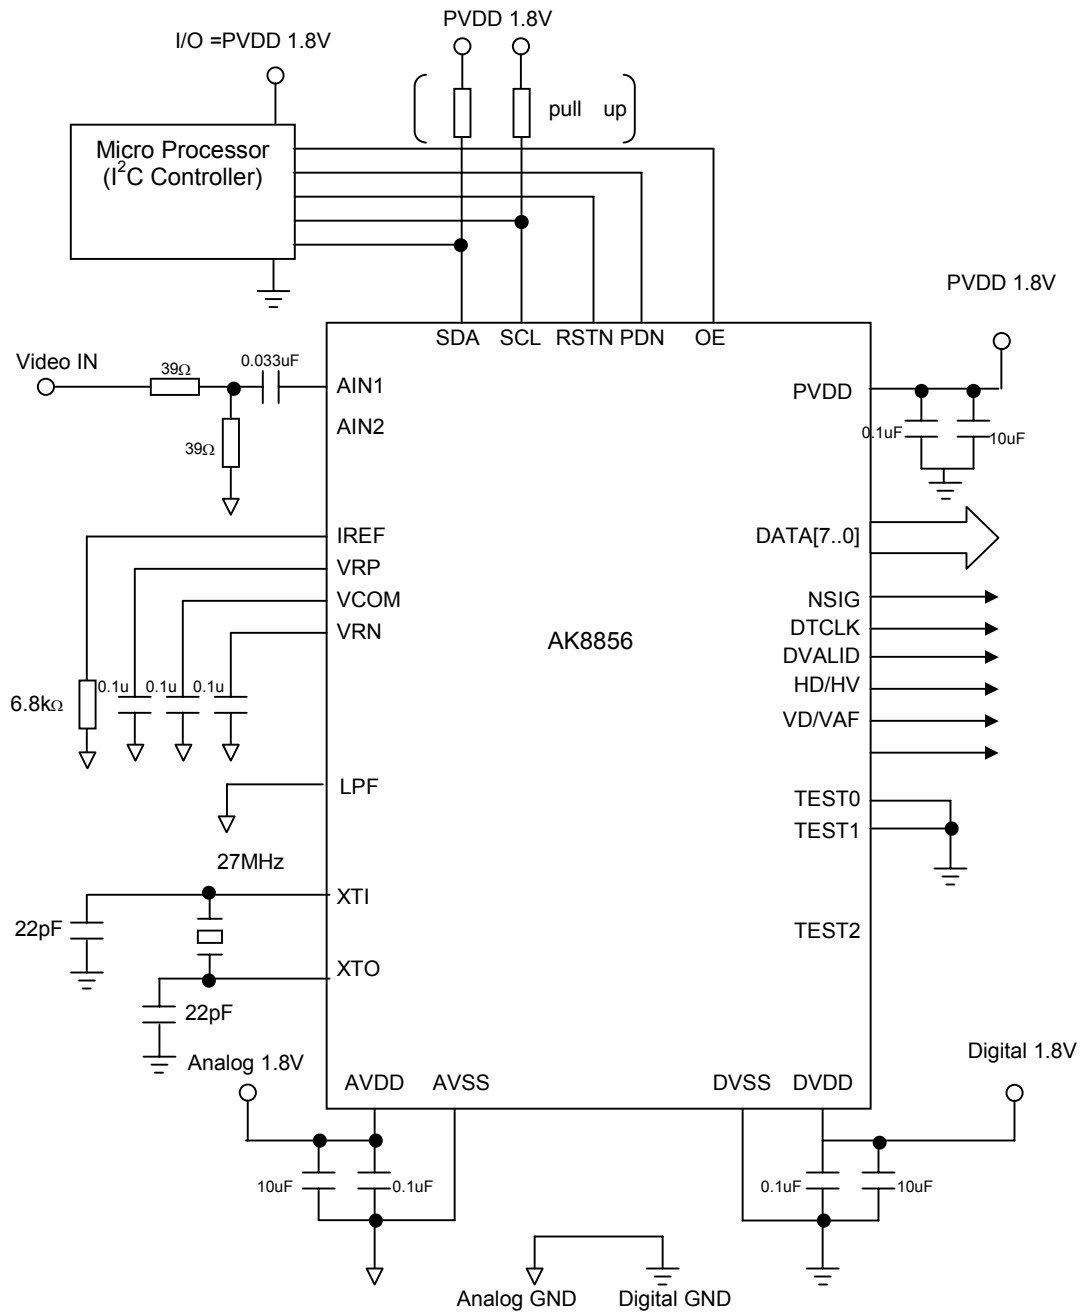 PVDD 1.8V
I/O =PVDD 1.8V
pull up
Micro Processor
(I²C Controller)
PVDD 1.8V
SDA SCL RSTN PDN OE
Video IN
39Ω
0.033uF
AIN1
PVDD
AIN2
39Ω
0.1uF
10uF
IREF
DATA[7..0]
VRP
VCOM
NSIG
VRN
DTCLK
AK8856
DVALID
0.1u 0.1u 0.1u
HD/HV
6.8kΩ
VD/VAF
LPF
TEST0
TEST1
27MHz
XTI
22pF
TEST2
XTO
22pF
Analog 1.8V
Digital 1.8V
AVDD AVSS DVSS DVDD
10uF 0.1uF 0.1uF 10uF
Analog GND Digital GND